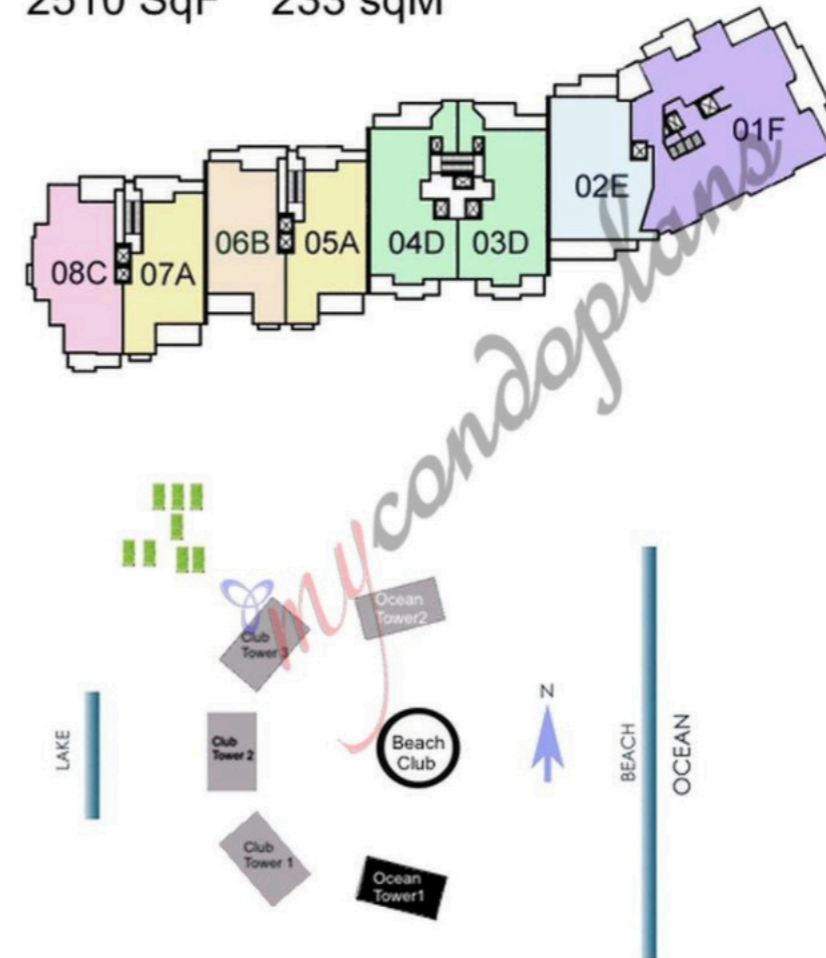 2510 SqF 233 sqM
01F
02E
03D
04D
05A
06B
07A
08C
mycondoplans
Ocean
Tower2
Club
Tower 3
N
Club
Tower 2
Beach
Club
LAKE
BEACH
OCEAN
Club
Tower 1
Ocean
Tower1